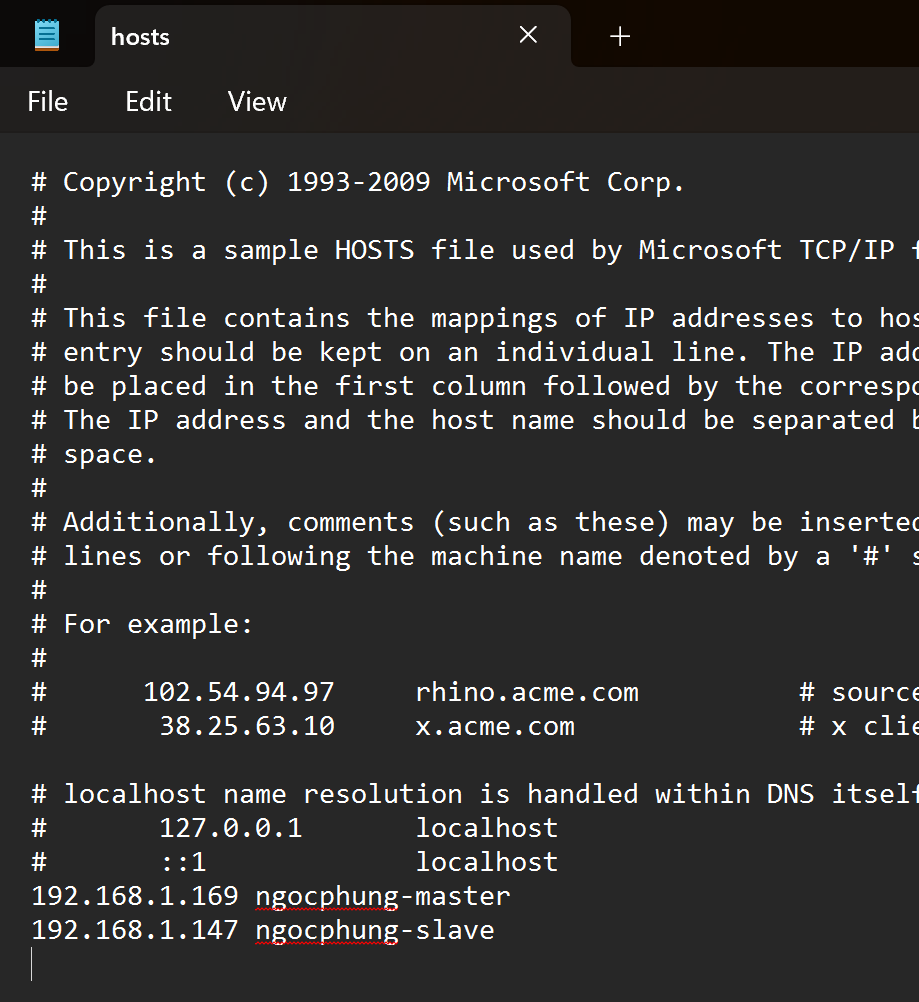 hosts
File Edit View
# Copyright (c) 1993-2009 Microsoft Corp.
#
# This is a sample HOSTS file used by Microsoft TCP/IP
#
# This file contains the mappings of IP addresses to
# entry should be kept on an individual line. The IP
# be placed in the first column followed by the
# The IP address and the host name should be separated
# space.
#
# Additionally, comments (such as these) may be inserted
# lines or following the machine name denoted by a '#'
#
# For example:
#
# 102.54.94.97 rhino.acme.com # source
# 38.25.63.10 x.acme.com # x
# localhost name resolution is handled within DNS itself
# 127.0.0.1 localhost
# ::1 localhost
192.168.1.169 ngocphung-master
192.168.1.147 ngocphung-slave